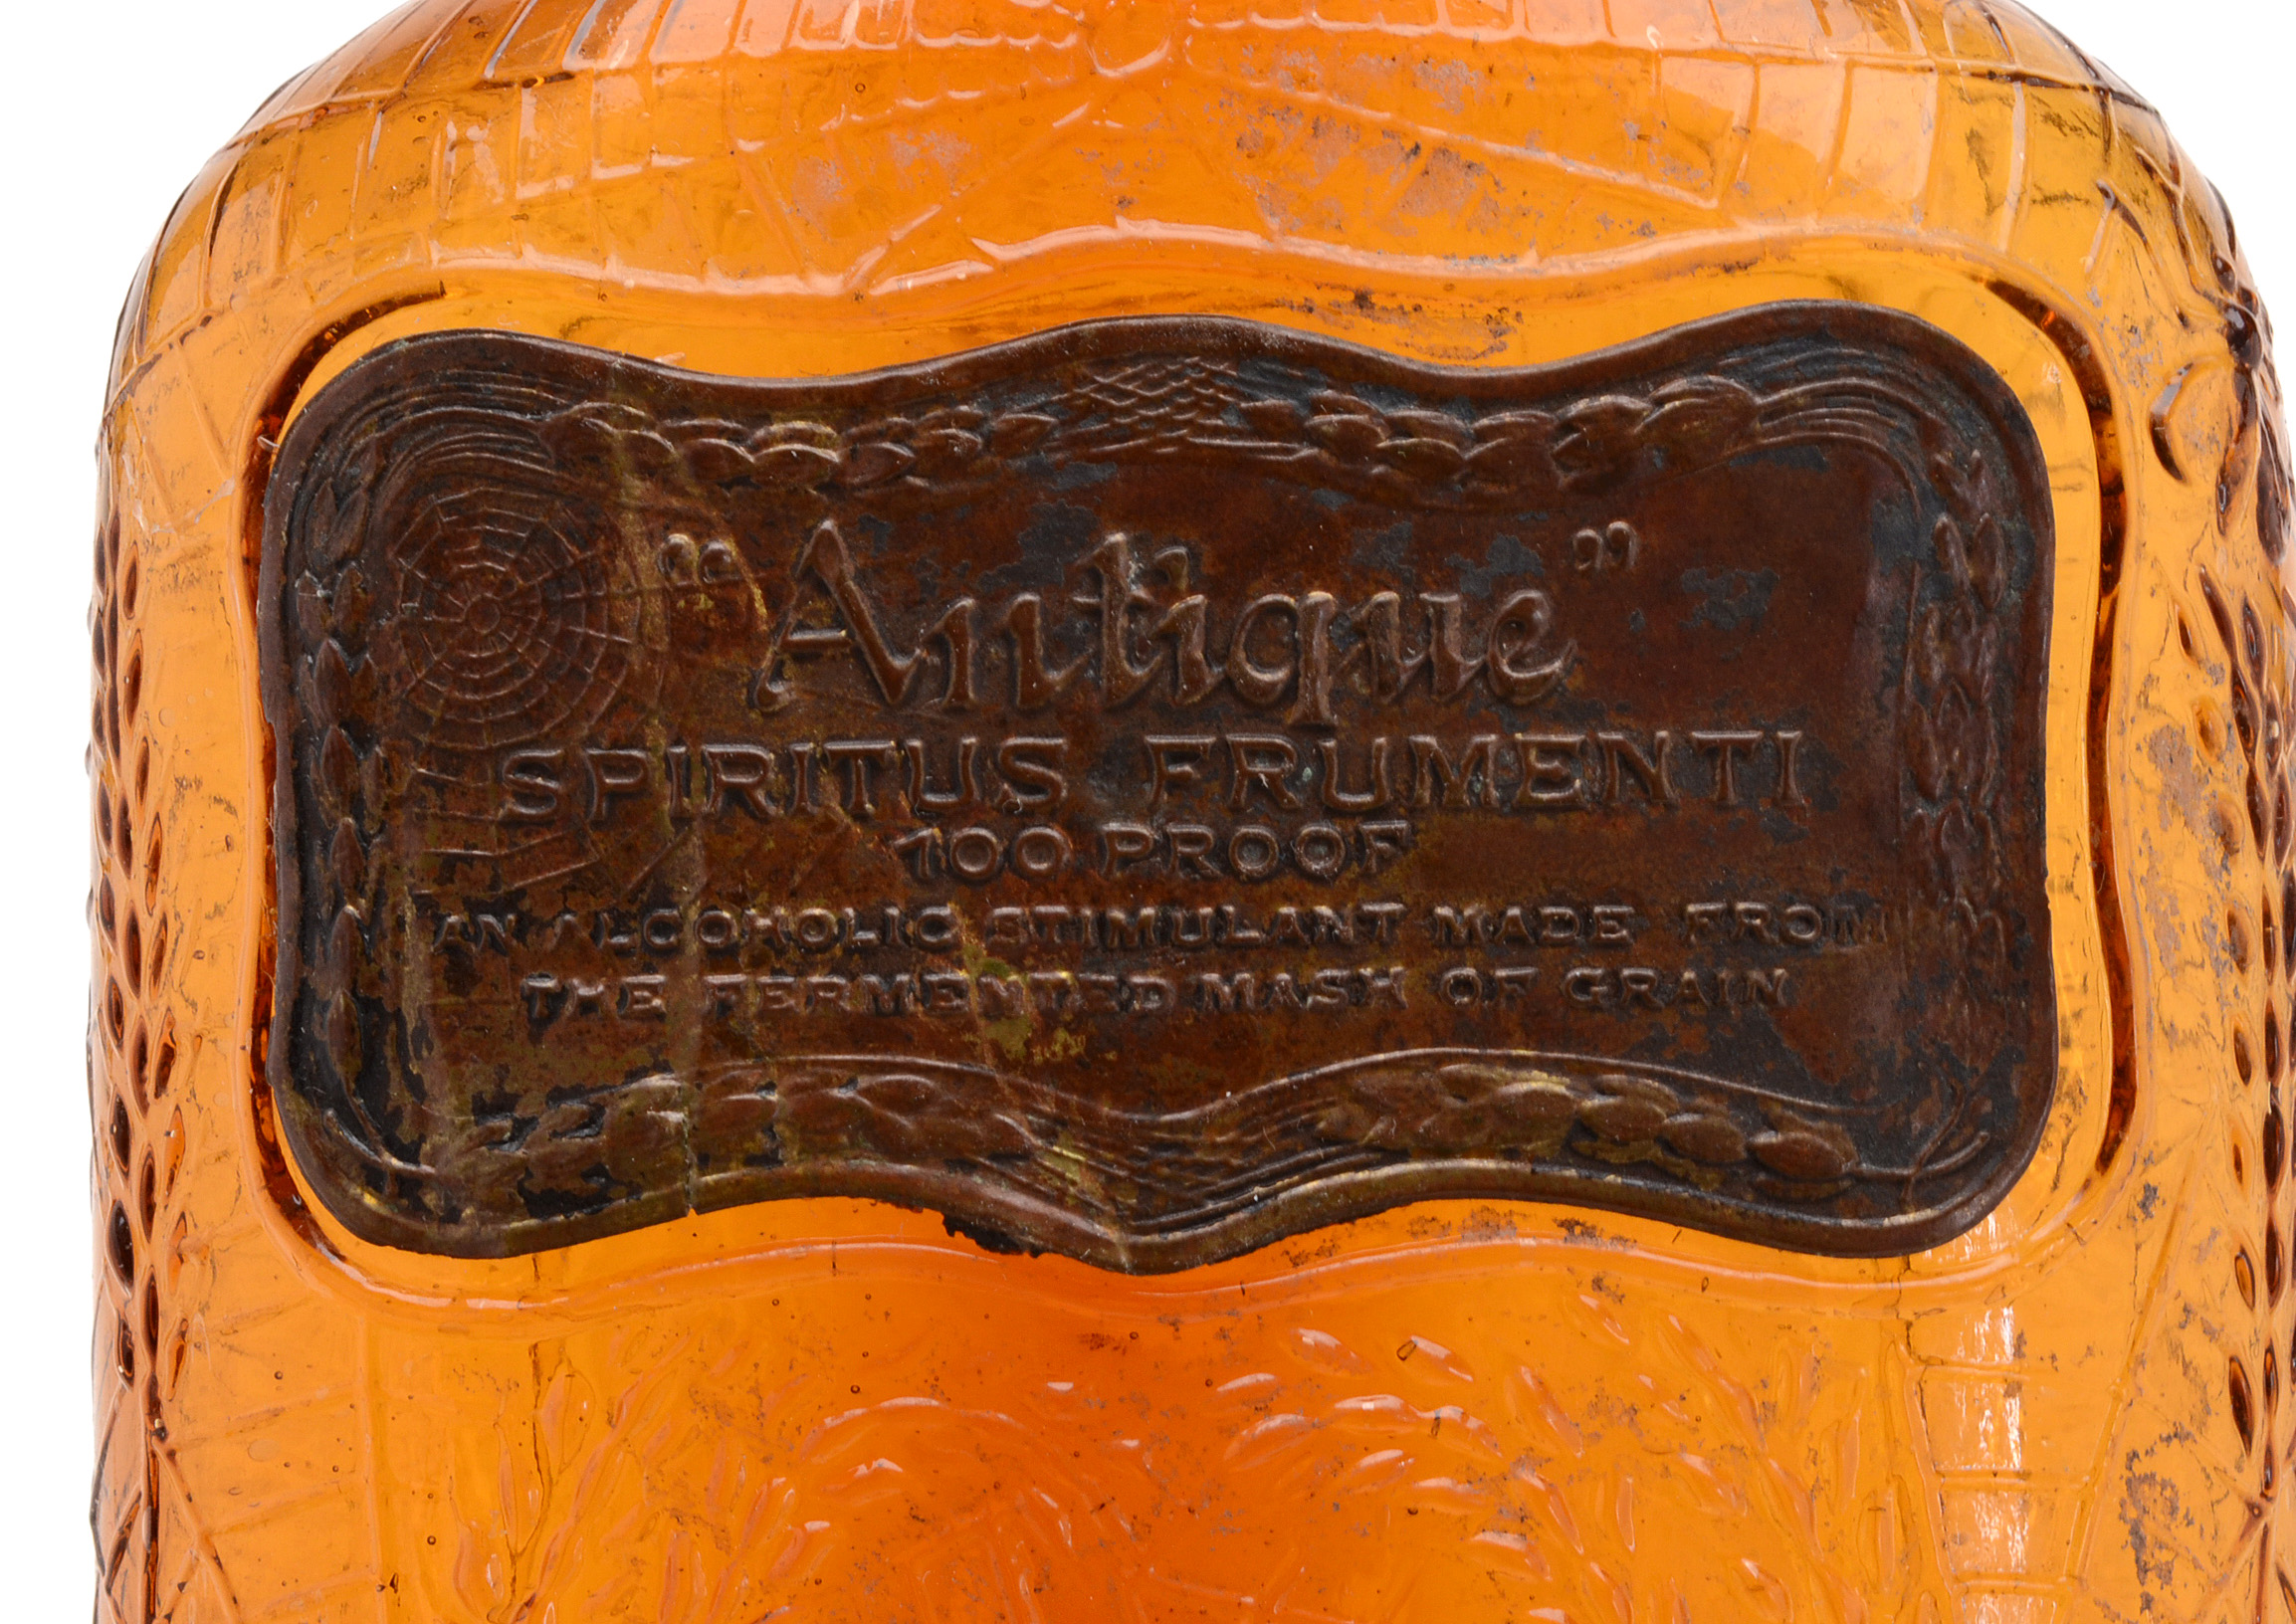 "Antique"
SPIRITUS FRUMENTI
100 PROOF
AN ALCOHOLIC STIMULANT MADE FROM
THE FERMENTED MASH OF GRAIN